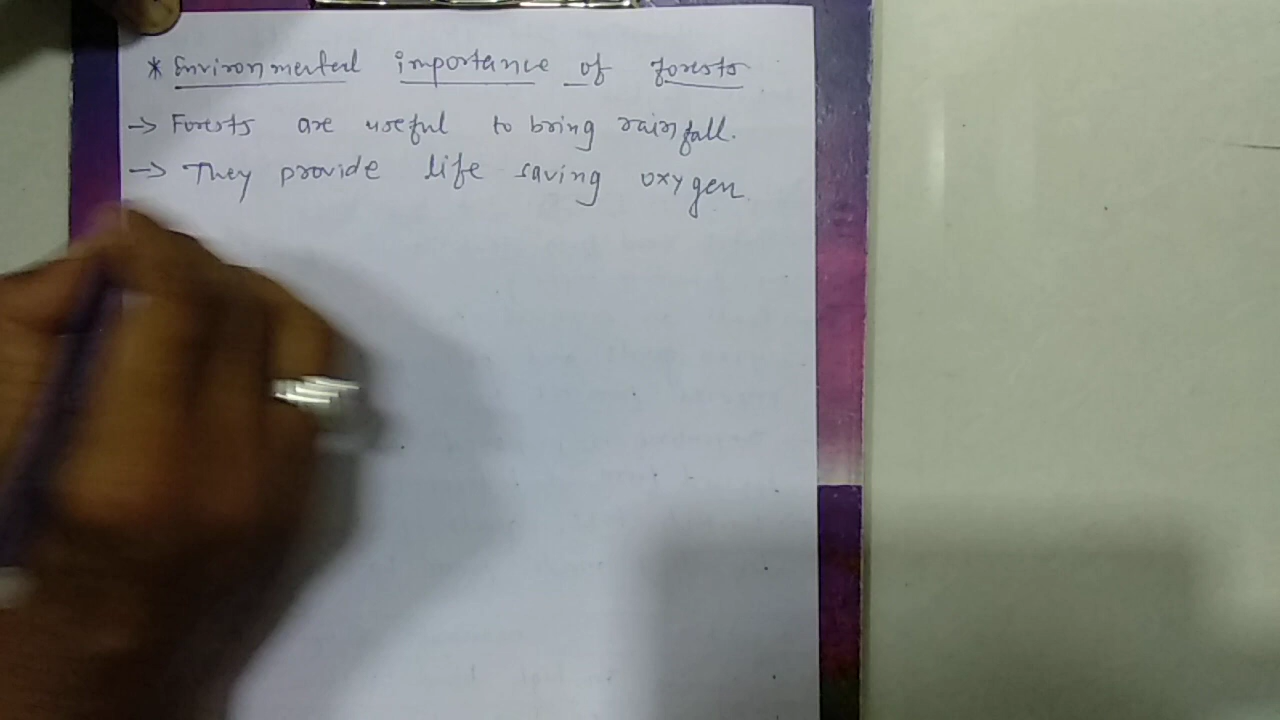 * Environmental importance of forests
→ Forests are useful to bring rainfall.
→ They provide life saving oxygen